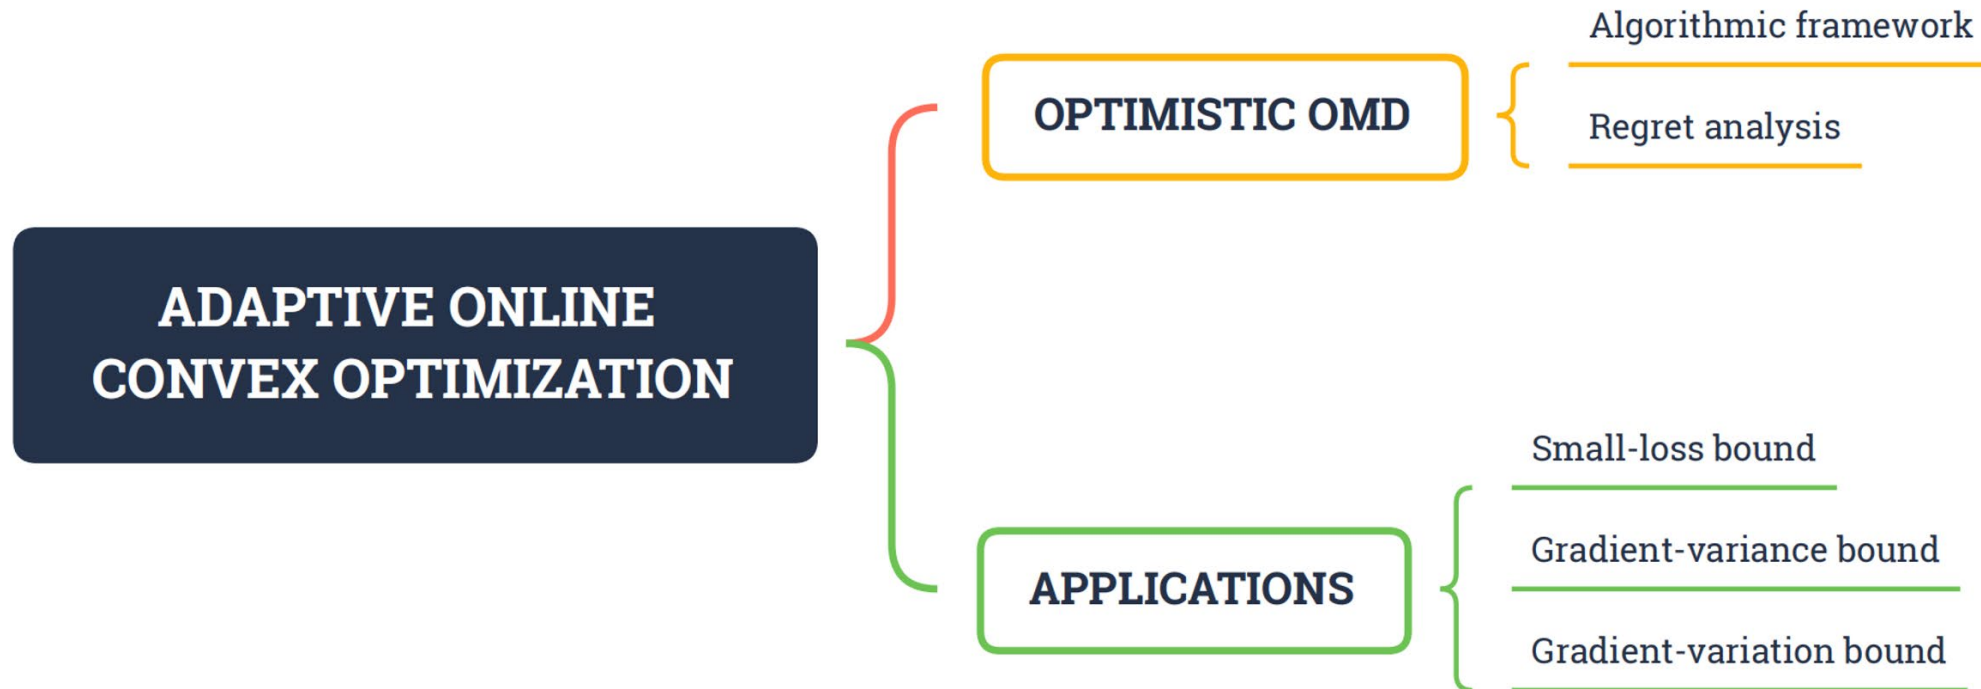 ADAPTIVE ONLINE
CONVEX OPTIMIZATION
OPTIMISTIC OMD
Algorithmic framework
Regret analysis
APPLICATIONS
Small-loss bound
Gradient-variance bound
Gradient-variation bound